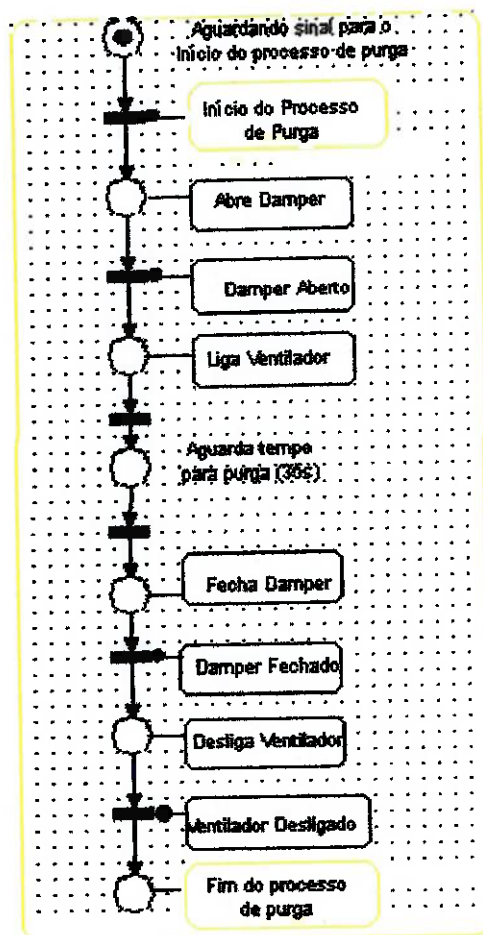 Aguardando sinal para o
Início do processo de purga
Início do Processo
de Purga
Abre Damper
Damper Aberto
Liga Ventilador
Aguarda tempo
para purga (36s)
Fecha Damper
Damper Fechado
Desliga Ventilador
Ventilador Desligado
Fim do processo
de purga